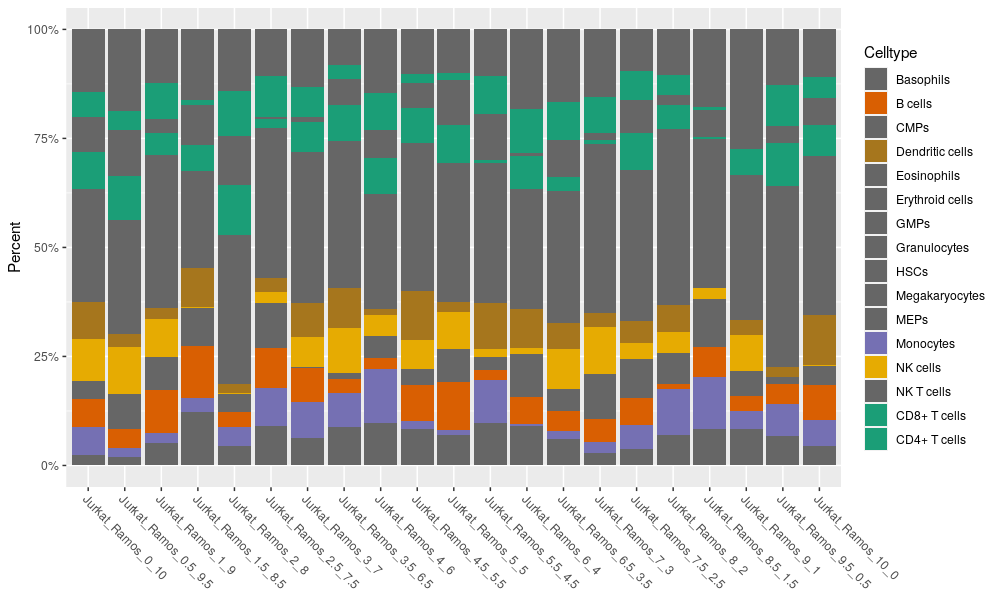 100%
75%
50%
25%
0%
Percent
Jurkat_Ramos_0_10
Jurkat_Ramos_0.5_9.5
Jurkat_Ramos_1_9
Jurkat_Ramos_1.5_8.5
Jurkat_Ramos_2_8
Jurkat_Ramos_2.5_7.5
Jurkat_Ramos_3_7
Jurkat_Ramos_3.5_6.5
Jurkat_Ramos_4_6
Jurkat_Ramos_4.5_5.5
Jurkat_Ramos_5_5
Jurkat_Ramos_5.5_4.5
Jurkat_Ramos_6_4
Jurkat_Ramos_6.5_3.5
Jurkat_Ramos_7_3
Jurkat_Ramos_7.5_2.5
Jurkat_Ramos_8_2
Jurkat_Ramos_8.5_1.5
Jurkat_Ramos_9_1
Jurkat_Ramos_9.5_0.5
Jurkat_Ramos_10_0
Celltype
Basophils
B cells
CMPs
Dendritic cells
Eosinophils
Erythroid cells
GMPs
Granulocytes
HSCs
Megakaryocytes
MEPs
Monocytes
NK cells
NK T cells
CD8+ T cells
CD4+ T cells